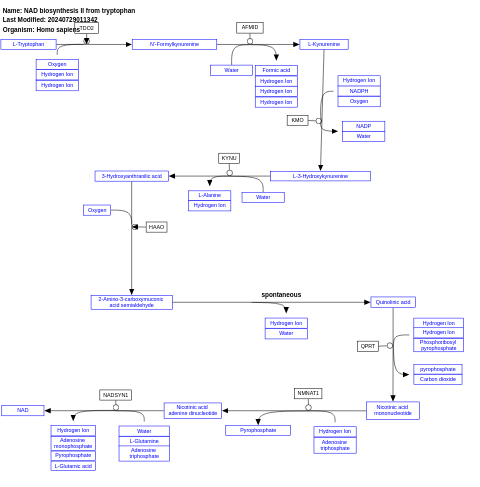 Name: NAD biosynthesis II from tryptophan
Last Modified: 20240729011342
Organism: Homo sapiens
TDO2
AFMID
L-Tryptophan
N'-Formylkynurenine
L-Kynurenine
Oxygen
Hydrogen Ion
Hydrogen Ion
Water
Formic acid
Hydrogen Ion
Hydrogen Ion
Hydrogen Ion
Hydrogen Ion
NADPH
Oxygen
KMO
NADP
Water
KYNU
3-Hydroxyanthranilic acid
L-3-Hydroxykynurenine
L-Alanine
Hydrogen Ion
Water
Oxygen
HAAO
2-Amino-3-carboxymuconic
acid semialdehyde
spontaneous
Quinolinic acid
Hydrogen Ion
Water
Hydrogen Ion
Hydrogen Ion
Phosphoribosyl
pyrophosphate
QPRT
pyrophosphate
Carbon dioxide
NADSYN1
NMNAT1
NAD
Nicotinic acid
adenine dinucleotide
Nicotinic acid
mononucleotide
Hydrogen Ion
Adenosine
monophosphate
Pyrophosphate
L-Glutamic acid
Water
L-Glutamine
Adenosine
triphosphate
Pyrophosphate
Hydrogen Ion
Adenosine
triphosphate